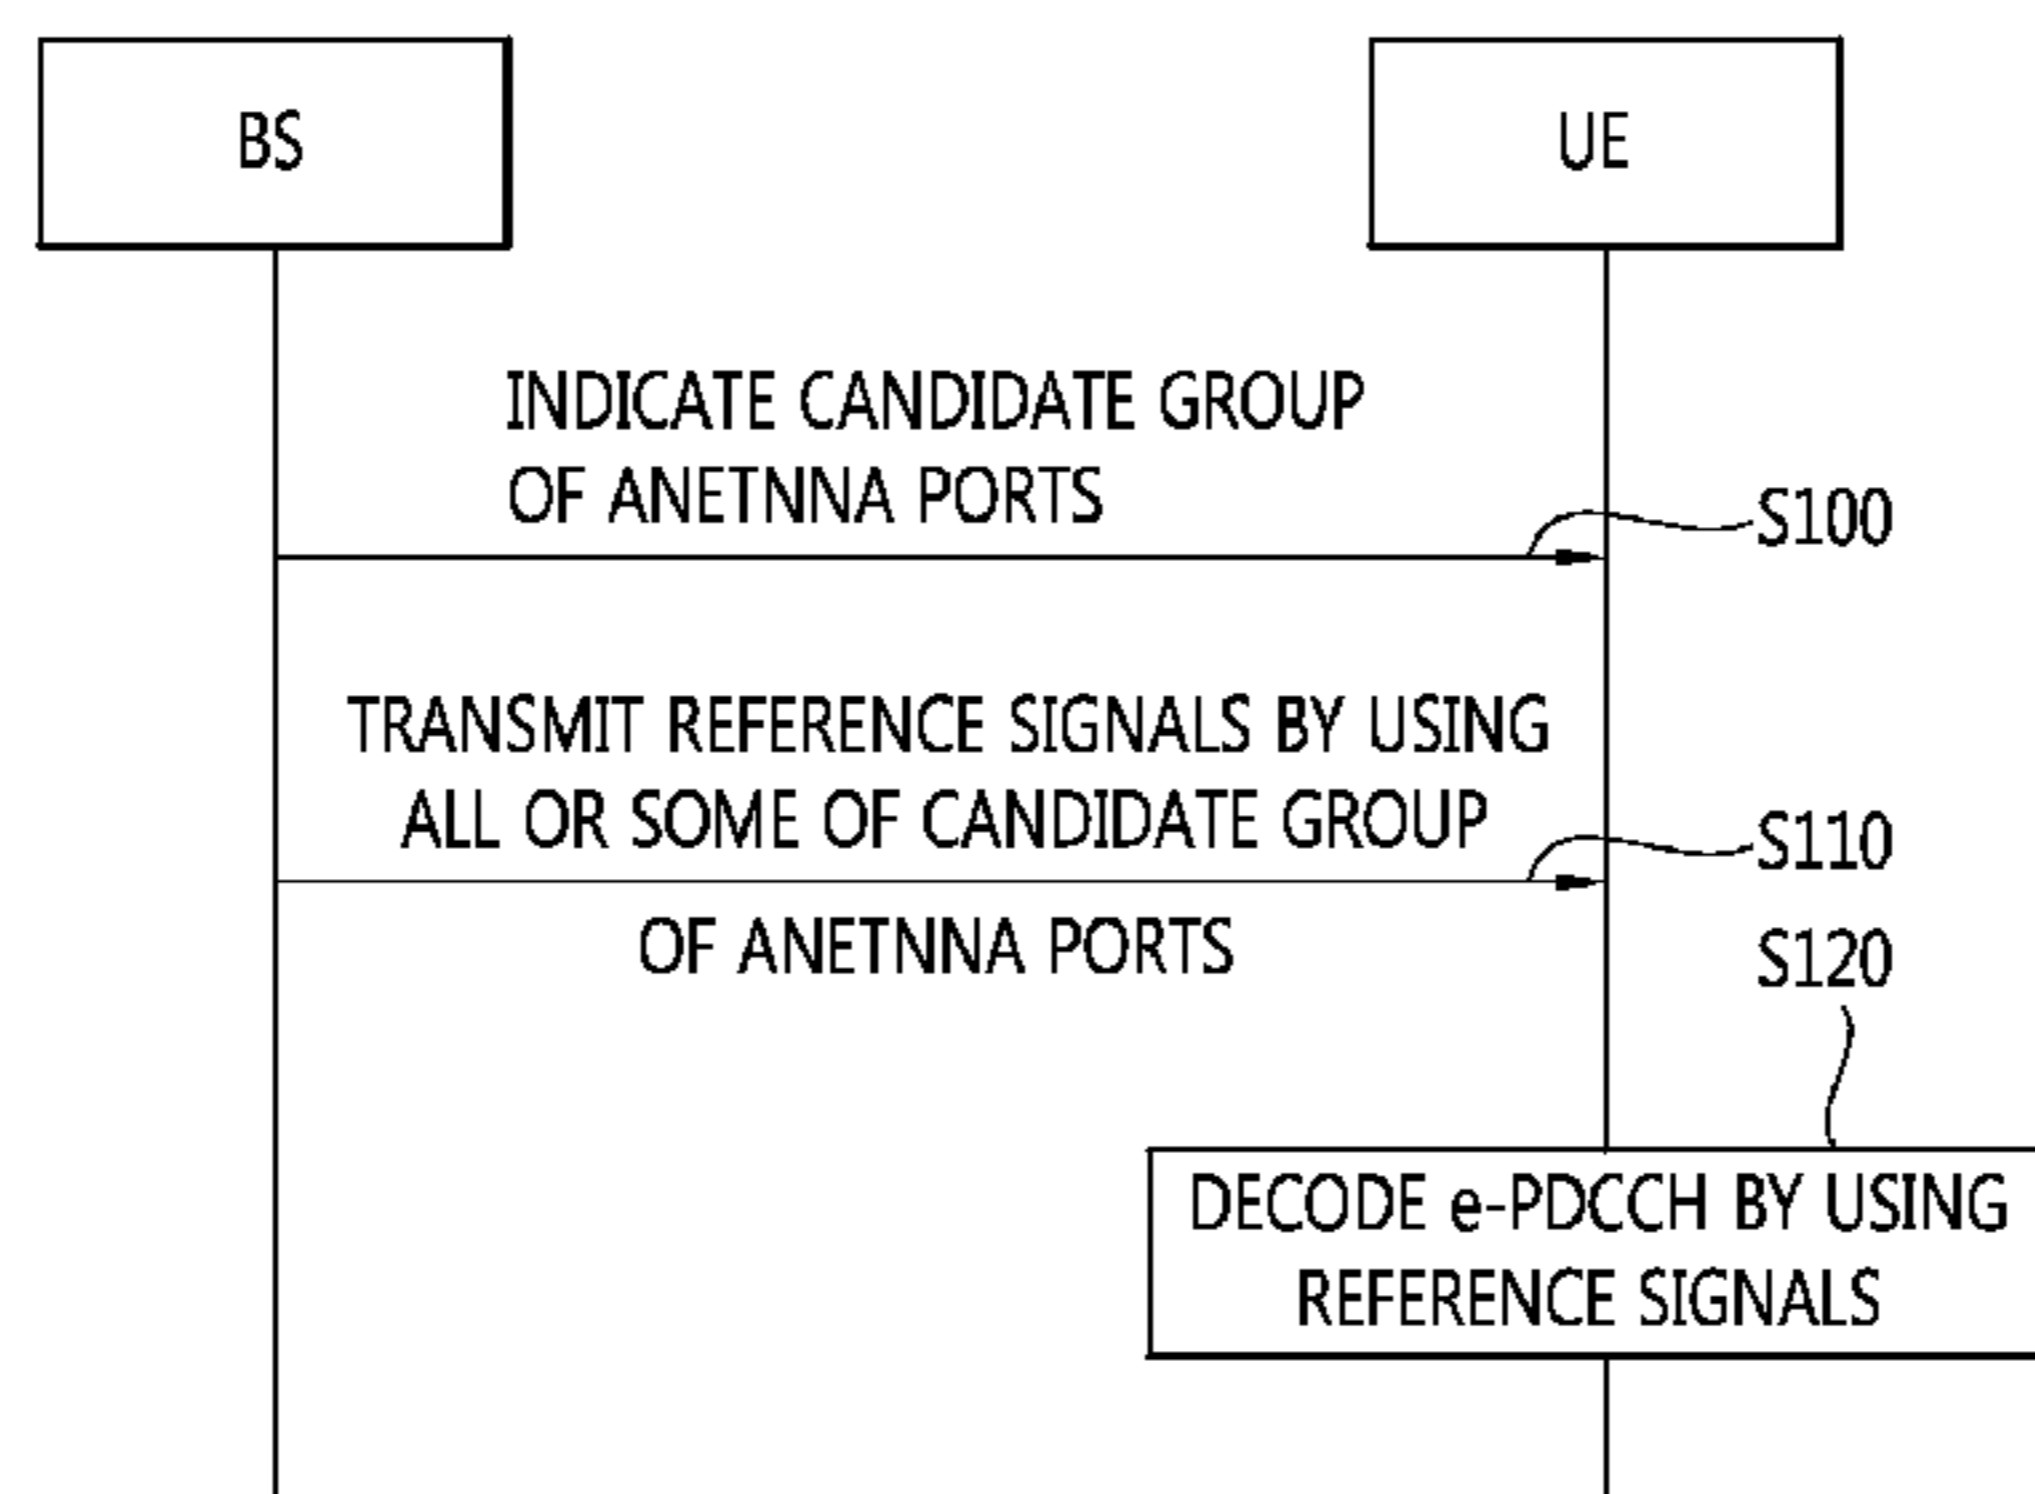 BS
UE
INDICATE CANDIDATE GROUP
OF ANETNNA PORTS
S100
TRANSMIT REFERENCE SIGNALS BY USING
ALL OR SOME OF CANDIDATE GROUP
S110
OF ANETNNA PORTS
S120
DECODE e-PDCCH BY USING
REFERENCE SIGNALS